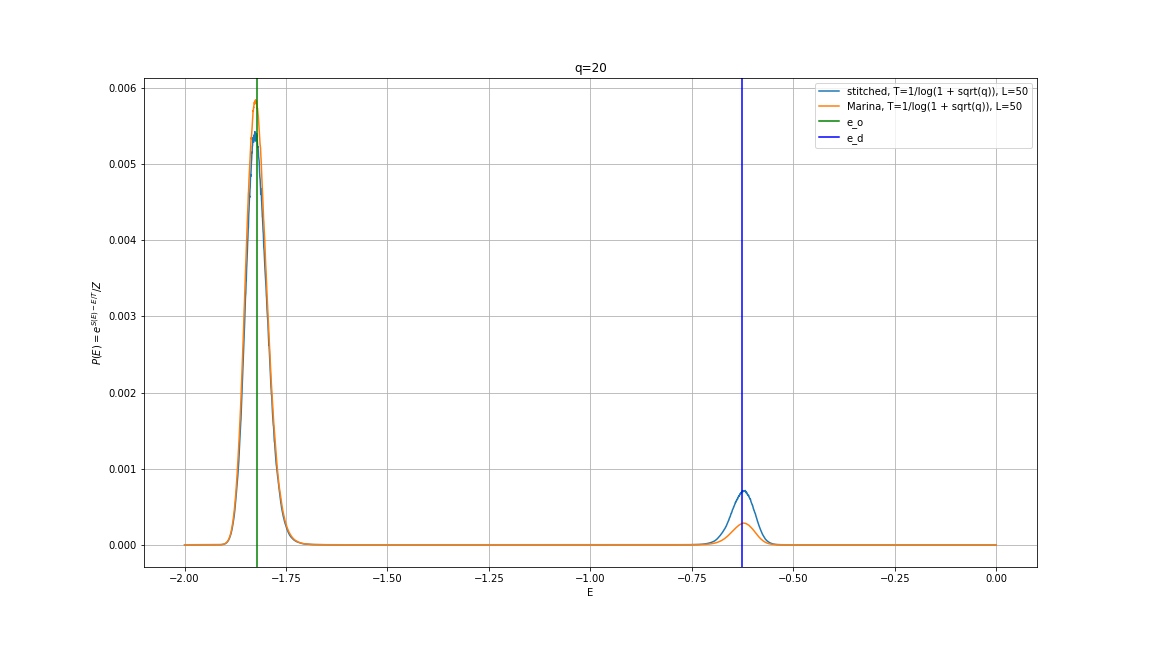 q=20
stitched, T=1/log(1 + sqrt(q)), L=50
Marina, T=1/log(1 + sqrt(q)), L=50
e_o
e_d
0.006
0.005
0.004
0.003
0.002
0.001
0.000
P(E) = e^{S(E) − E/T}/Z
−2.00 −1.75 −1.50 −1.25 −1.00 −0.75 −0.50 −0.25 0.00
E